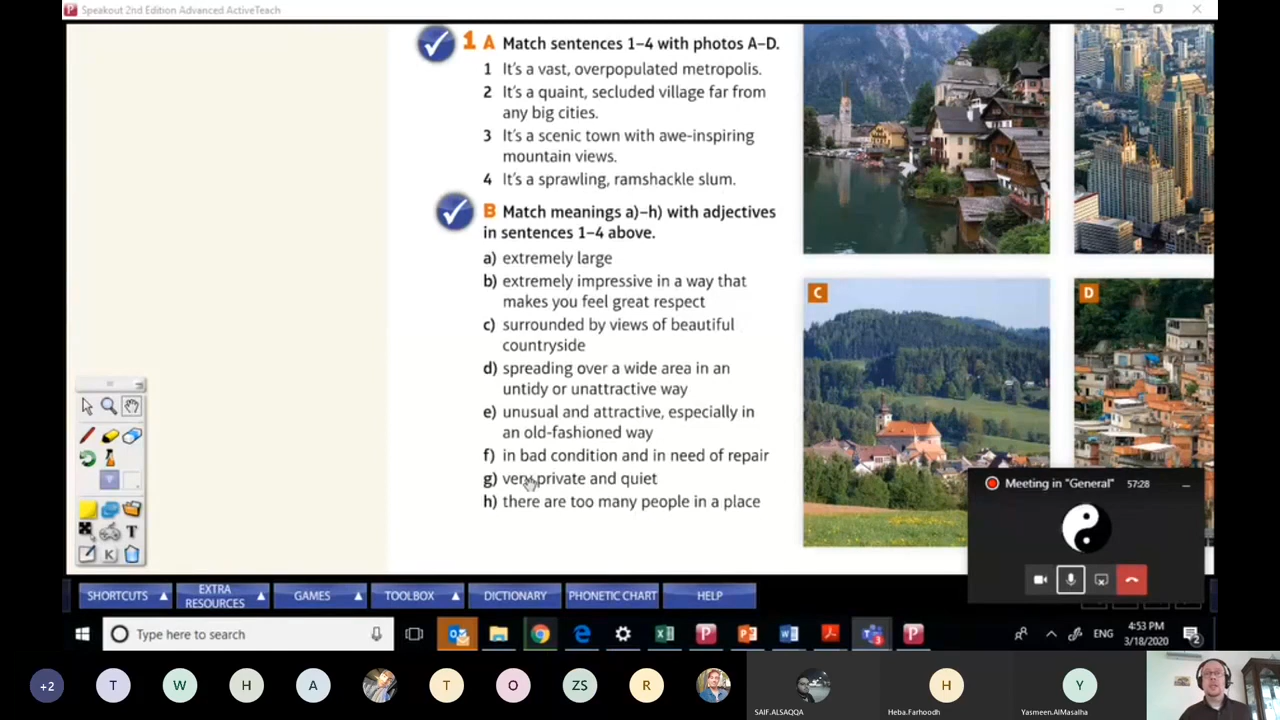 Speakout 2nd Edition Advanced ActiveTeach
1 A Match sentences 1–4 with photos A–D.
1 It's a vast, overpopulated metropolis.
2 It's a quaint, secluded village far from
any big cities.
3 It's a scenic town with awe-inspiring
mountain views.
4 It's a sprawling, ramshackle slum.
B Match meanings a)–h) with adjectives
in sentences 1–4 above.
a) extremely large
b) extremely impressive in a way that
makes you feel great respect
c) surrounded by views of beautiful
countryside
d) spreading over a wide area in an
untidy or unattractive way
e) unusual and attractive, especially in
an old-fashioned way
f) in bad condition and in need of repair
g) very private and quiet
h) there are too many people in a place
C
D
T
K
Meeting in "General" 57:28
SHORTCUTS
EXTRA
RESOURCES
GAMES
TOOLBOX
DICTIONARY
PHONETIC CHART
HELP
Type here to search
ENG
4:53 PM
3/18/2020
2
3
+2
T
W
H
A
T
O
ZS
R
SAIF.ALSAQQA
H
Heba.Farhoodh
Y
Yasmeen.AlMasalha